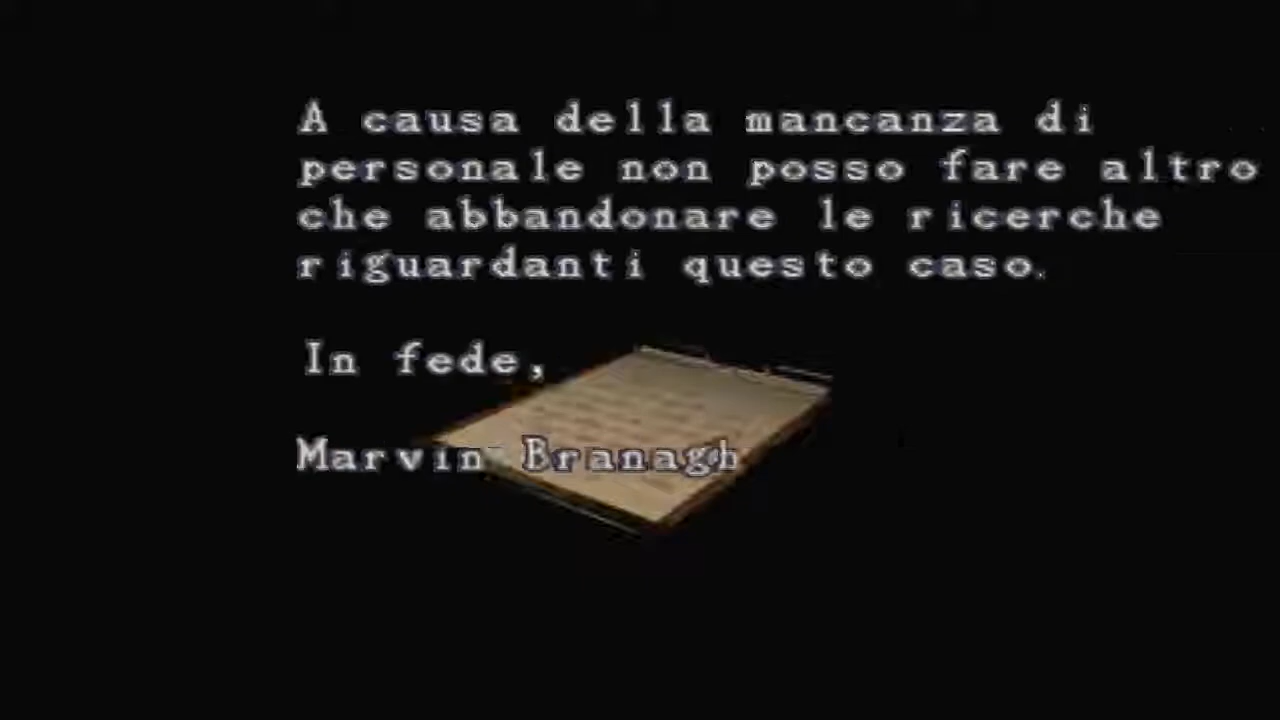 A causa della mancanza di
personale non posso fare altro
che abbandonare le ricerche
riguardanti questo caso.
In fede,
Marvin Branagh